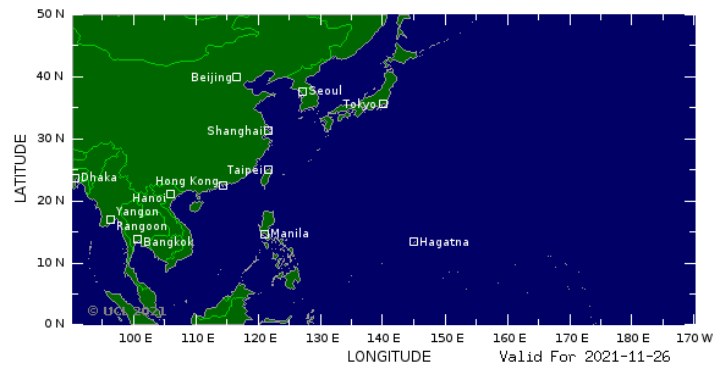 50 N
40 N
30 N
20 N
10 N
0 N
LATITUDE
Beijing
Seoul
Tokyo
Shanghai
Taipei
Dhaka
Hong Kong
Hanoi
Yangon
Rangoon
Bangkok
Manila
Hagatna
© UCL 2021
100 E
110 E
120 E
130 E
140 E
150 E
160 E
170 E
180 E
170 W
LONGITUDE
Valid For 2021-11-26